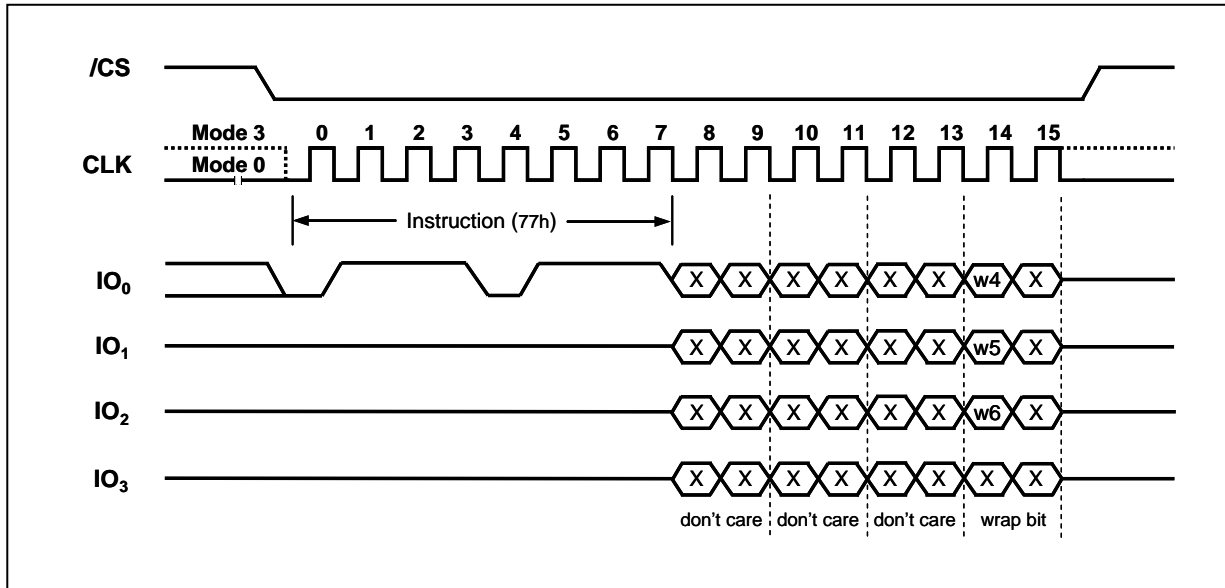 /CS
Mode 3 0 1 2 3 4 5 6 7 8 9 10 11 12 13 14 15
CLK Mode 0
Instruction (77h)
IO0 X X X X X X w4 X
IO1 X X X X X X w5 X
IO2 X X X X X X w6 X
IO3 X X X X X X X X
don't care don't care don't care wrap bit